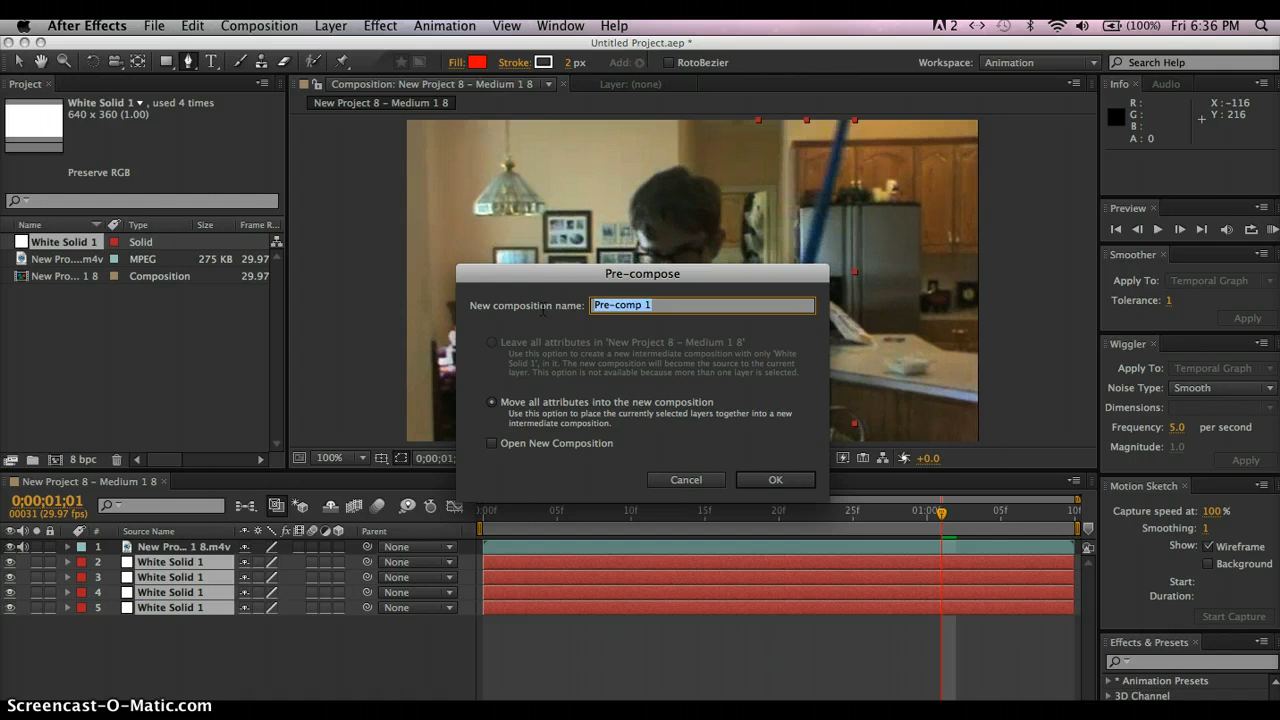 After Effects File Edit Composition Layer Effect Animation View Window Help 2 (100%) Fri 6:36 PM
Untitled Project.aep *
Fill: Stroke: 2 px Add: RotoBezier Workspace: Animation Search Help
Project Composition: New Project 8 - Medium 1 8 Layer: (none) Info Audio
White Solid 1 , used 4 times
640 x 360 (1.00)
New Project 8 - Medium 1 8
R: X: -116
G: Y: 216
B:
A: 0
Preserve RGB
Name Type Size Frame R...
White Solid 1 Solid
New Pro....m4v MPEG 275 KB 29.97
New Pro... 1 8 Composition 29.97
Preview
Smoother
Apply To: Temporal Graph
Tolerance: 1
Apply
Wiggler
Apply To: Temporal Graph
Noise Type: Smooth
Dimensions:
Frequency: 5.0 per second
Magnitude: 1.0
Apply
Pre-compose
New composition name: Pre-comp 1
Leave all attributes in 'New Project 8 - Medium 1 8'
Use this option to create a new intermediate composition with only 'White
Solid 1', in it. The new composition will become the source to the current
layer. This option is not available because more than one layer is selected.
Move all attributes into the new composition
Use this option to place the currently selected layers together into a new
intermediate composition.
Open New Composition
Cancel OK
8 bpc 100% 0;00;01; +0.0
New Project 8 - Medium 1 8
0;00;01;01
00031 (29.97 fps)
:00f 05f 10f 15f 20f 25f 01:00f 05f 10f
# Source Name Parent
1 New Pro... 1 8.m4v None
2 White Solid 1 None
3 White Solid 1 None
4 White Solid 1 None
5 White Solid 1 None
Motion Sketch
Capture speed at: 100 %
Smoothing: 1
Show: Wireframe
Background
Start:
Duration:
Start Capture
Effects & Presets
* Animation Presets
3D Channel
Screencast-O-Matic.com